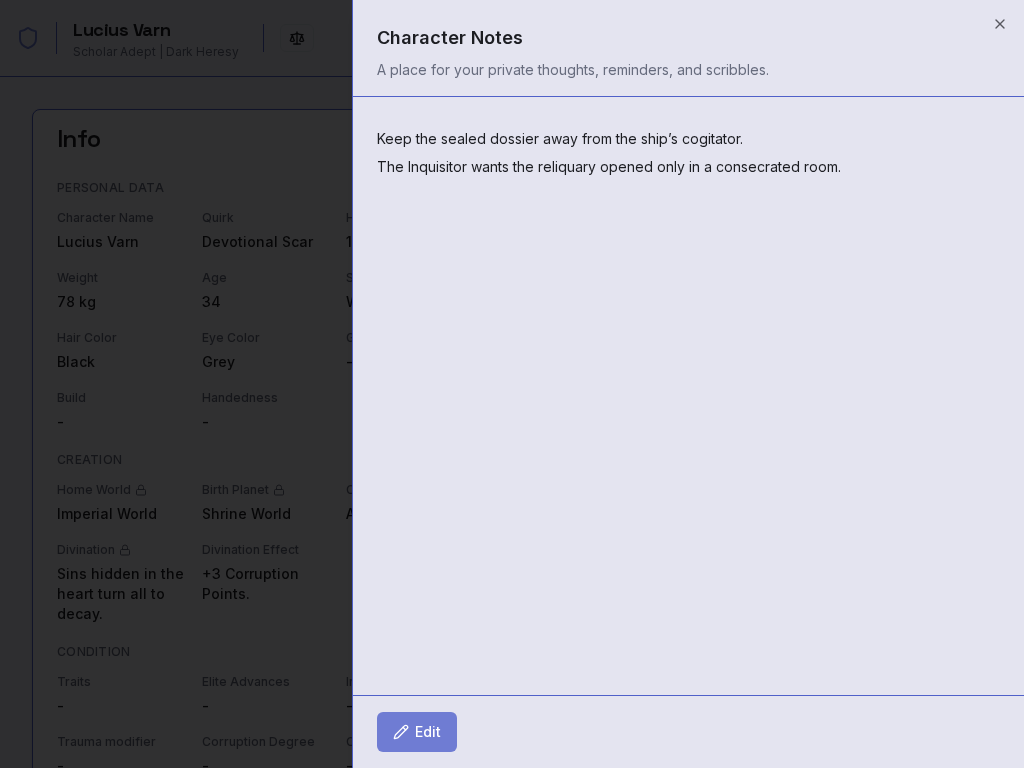 Lucius Varn
Scholar Adept | Dark Heresy
Info
PERSONAL DATA
Character Name
Quirk
Lucius Varn
Devotional Scar
Weight
Age
78 kg
34
Hair Color
Eye Color
Black
Grey
Build
Handedness
-
-
CREATION
Home World
Birth Planet
Imperial World
Shrine World
Divination
Divination Effect
Sins hidden in the
heart turn all to
decay.
+3 Corruption
Points.
CONDITION
Traits
Elite Advances
-
-
Trauma modifier
Corruption Degree
-
-
Character Notes
A place for your private thoughts, reminders, and scribbles.
Keep the sealed dossier away from the ship’s cogitator.
The Inquisitor wants the reliquary opened only in a consecrated room.
Edit